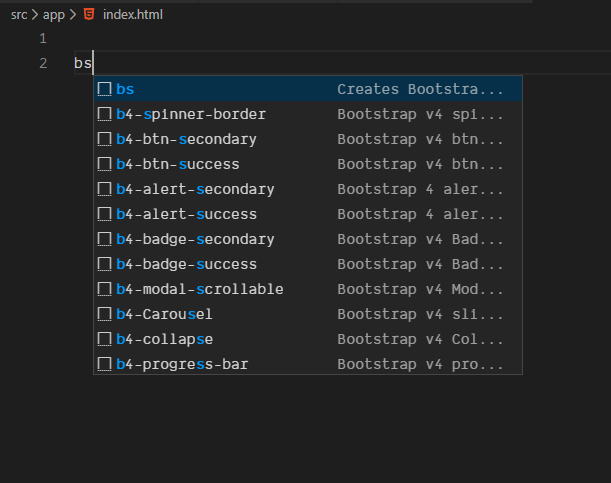 src > app > index.html
1
2 bs
bs Creates Bootstra...
b4-spinner-border Bootstrap v4 spi...
b4-btn-secondary Bootstrap v4 btn...
b4-btn-success Bootstrap v4 btn...
b4-alert-secondary Bootstrap 4 aler...
b4-alert-success Bootstrap 4 aler...
b4-badge-secondary Bootstrap v4 Bad...
b4-badge-success Bootstrap v4 Bad...
b4-modal-scrollable Bootstrap v4 Mod...
b4-Carousel Bootstrap v4 sli...
b4-collapse Bootstrap v4 Col...
b4-progress-bar Bootstrap v4 pro...